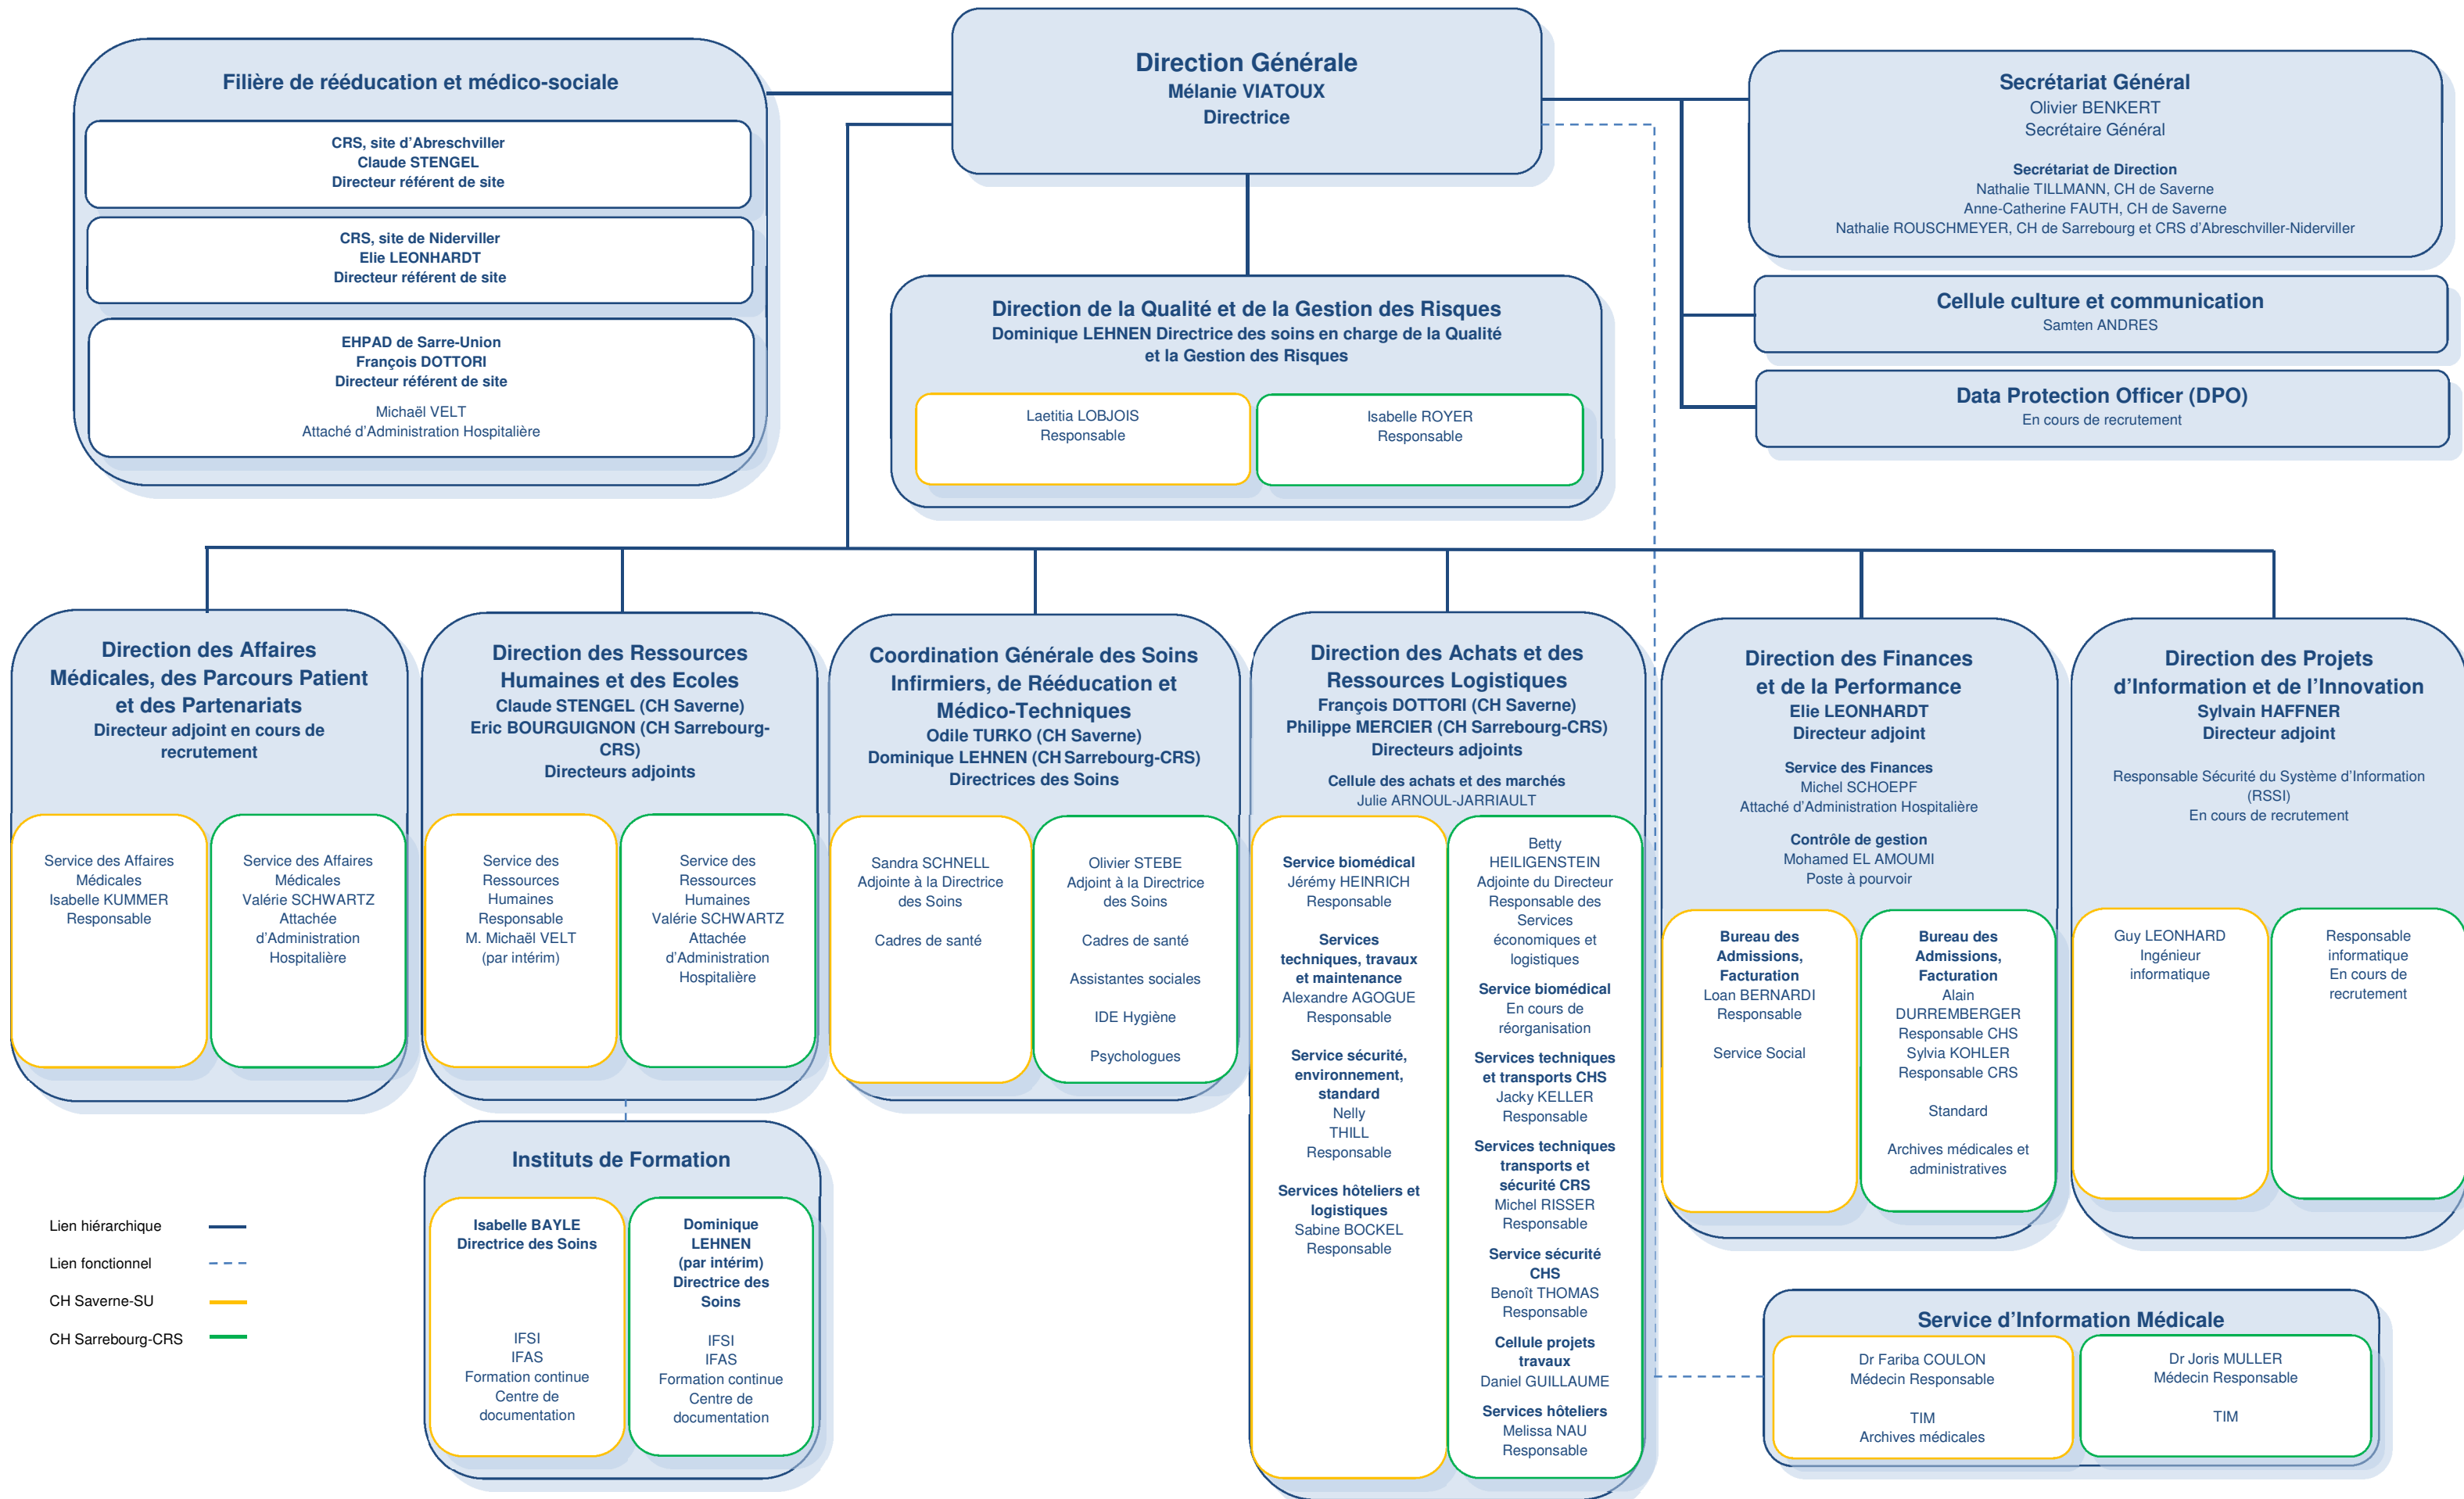 Filière de rééducation et médico-sociale
CRS, site d'Abreschviller
Claude STENGEL
Directeur référent de site
CRS, site de Niderviller
Elie LEONHARDT
Directeur référent de site
EHPAD de Sarre-Union
François DOTTORI
Directeur référent de site
Michaël VELT
Attaché d'Administration Hospitalière
Direction Générale
Mélanie VIATOUX
Directrice
Secrétariat Général
Olivier BENKERT
Secrétaire Général
Secrétariat de Direction
Nathalie TILLMANN, CH de Saverne
Anne-Catherine FAUTH, CH de Saverne
Nathalie ROUSCHMEYER, CH de Sarrebourg et CRS d'Abreschviller-Niderviller
Cellule culture et communication
Samten ANDRES
Data Protection Officer (DPO)
En cours de recrutement
Direction de la Qualité et de la Gestion des Risques
Dominique LEHNEN Directrice des soins en charge de la Qualité
et la Gestion des Risques
Laetitia LOBJOIS
Responsable
Isabelle ROYER
Responsable
Direction des Affaires
Médicales, des Parcours Patient
et des Partenariats
Directeur adjoint en cours de
recrutement
Service des Affaires
Médicales
Isabelle KUMMER
Responsable
Service des Affaires
Médicales
Valérie SCHWARTZ
Attachée
d'Administration
Hospitalière
Direction des Ressources
Humaines et des Ecoles
Claude STENGEL (CH Saverne)
Eric BOURGUIGNON (CH Sarrebourg-
CRS)
Directeurs adjoints
Service des
Ressources
Humaines
Responsable
M. Michaël VELT
(par intérim)
Service des
Ressources
Humaines
Valérie SCHWARTZ
Attachée
d'Administration
Hospitalière
Coordination Générale des Soins
Infirmiers, de Rééducation et
Médico-Techniques
Odile TURKO (CH Saverne)
Dominique LEHNEN (CH Sarrebourg-CRS)
Directrices des Soins
Sandra SCHNELL
Adjointe à la Directrice
des Soins
Cadres de santé
Olivier STEBE
Adjoint à la Directrice
des Soins
Cadres de santé
Assistantes sociales
IDE Hygiène
Psychologues
Direction des Achats et des
Ressources Logistiques
François DOTTORI (CH Saverne)
Philippe MERCIER (CH Sarrebourg-CRS)
Directeurs adjoints
Cellule des achats et des marchés
Julie ARNOUL-JARRIAULT
Service biomédical
Jérémy HEINRICH
Responsable
Services
techniques, travaux
et maintenance
Alexandre AGOGUE
Responsable
Service sécurité,
environnement,
standard
Nelly
THILL
Responsable
Services hôteliers et
logistiques
Sabine BOCKEL
Responsable
Betty
HEILIGENSTEIN
Adjointe du Directeur
Responsable des
Services
économiques et
logistiques
Service biomédical
En cours de
réorganisation
Services techniques
et transports CHS
Jacky KELLER
Responsable
Services techniques
transports et
sécurité CRS
Michel RISSER
Responsable
Service sécurité
CHS
Benoît THOMAS
Responsable
Cellule projets
travaux
Daniel GUILLAUME
Services hôteliers
Melissa NAU
Responsable
Direction des Finances
et de la Performance
Elie LEONHARDT
Directeur adjoint
Service des Finances
Michel SCHOEPF
Attaché d'Administration Hospitalière
Contrôle de gestion
Mohamed EL AMOUMI
Poste à pourvoir
Bureau des
Admissions,
Facturation
Loan BERNARDI
Responsable
Service Social
Bureau des
Admissions,
Facturation
Alain
DURREMBERGER
Responsable CHS
Sylvia KOHLER
Responsable CRS
Standard
Archives médicales et
administratives
Direction des Projets
d'Information et de l'Innovation
Sylvain HAFFNER
Directeur adjoint
Responsable Sécurité du Système d'Information
(RSSI)
En cours de recrutement
Guy LEONHARD
Ingénieur
informatique
Responsable
informatique
En cours de
recrutement
Instituts de Formation
Isabelle BAYLE
Directrice des Soins
IFSI
IFAS
Formation continue
Centre de
documentation
Dominique
LEHNEN
(par intérim)
Directrice des
Soins
IFSI
IFAS
Formation continue
Centre de
documentation
Service d'Information Médicale
Dr Fariba COULON
Médecin Responsable
TIM
Archives médicales
Dr Joris MULLER
Médecin Responsable
TIM
Lien hiérarchique
Lien fonctionnel
CH Saverne-SU
CH Sarrebourg-CRS